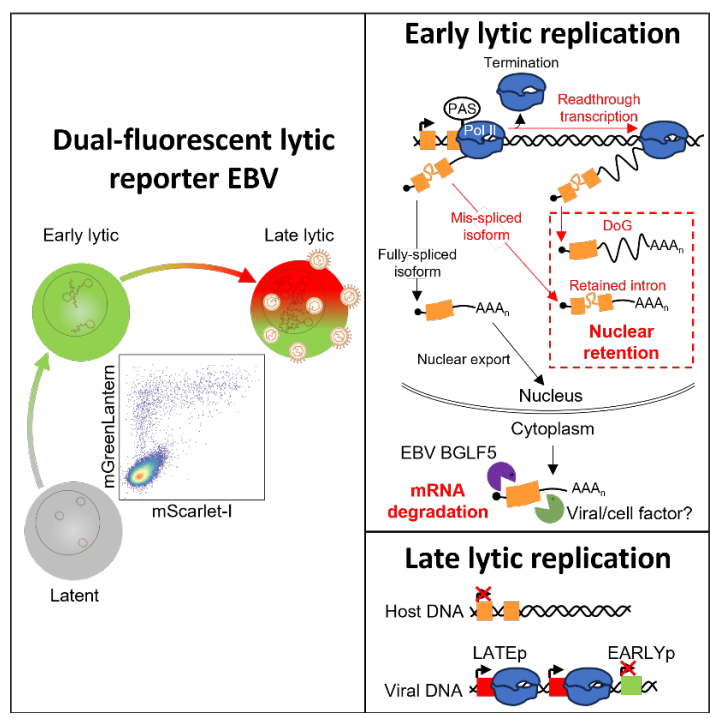 Dual-fluorescent lytic
reporter EBV
Early lytic
Late lytic
mGreenLantern
mScarlet-I
Latent
Early lytic replication
Termination
PAS
Pol II
Readthrough
transcription
Mis-spliced
isoform
Fully-spliced
isoform
DoG
AAAn
Retained intron
AAAn
Nuclear
retention
AAAn
Nuclear export
Nucleus
Cytoplasm
EBV BGLF5
mRNA
degradation
AAAn
Viral/cell factor?
Late lytic replication
Host DNA
LATEp
EARLYp
Viral DNA